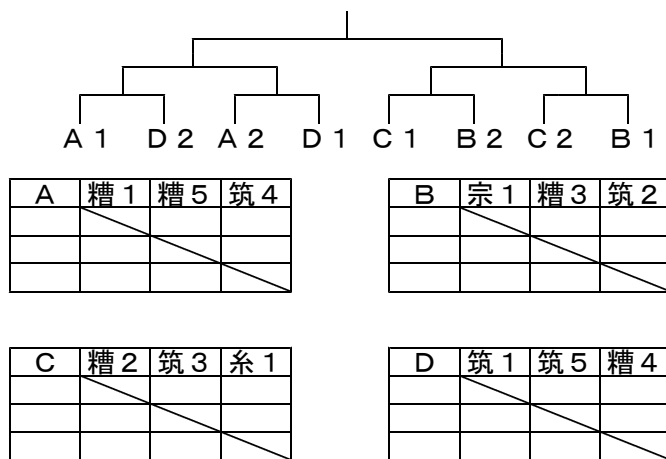 Ａ１ Ｄ２ Ａ２ Ｄ１ Ｃ１ Ｂ２ Ｃ２ Ｂ１
Ａ 糟１ 糟５ 筑４
Ｂ 宗１ 糟３ 筑２
Ｃ 糟２ 筑３ 糸１
Ｄ 筑１ 筑５ 糟４